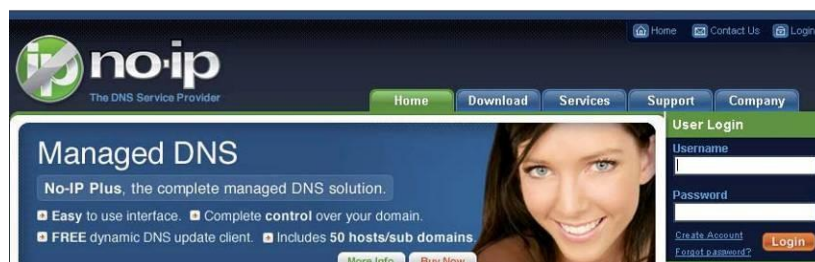 Home Contact Us Login
ip no·ip
The DNS Service Provider
Home Download Services Support Company
User Login
Managed DNS
Username
No-IP Plus, the complete managed DNS solution.
Password
Easy to use interface. Complete control over your domain.
FREE dynamic DNS update client. Includes 50 hosts/sub domains.
Create Account Login
Forgot password?
More Info Buy Now